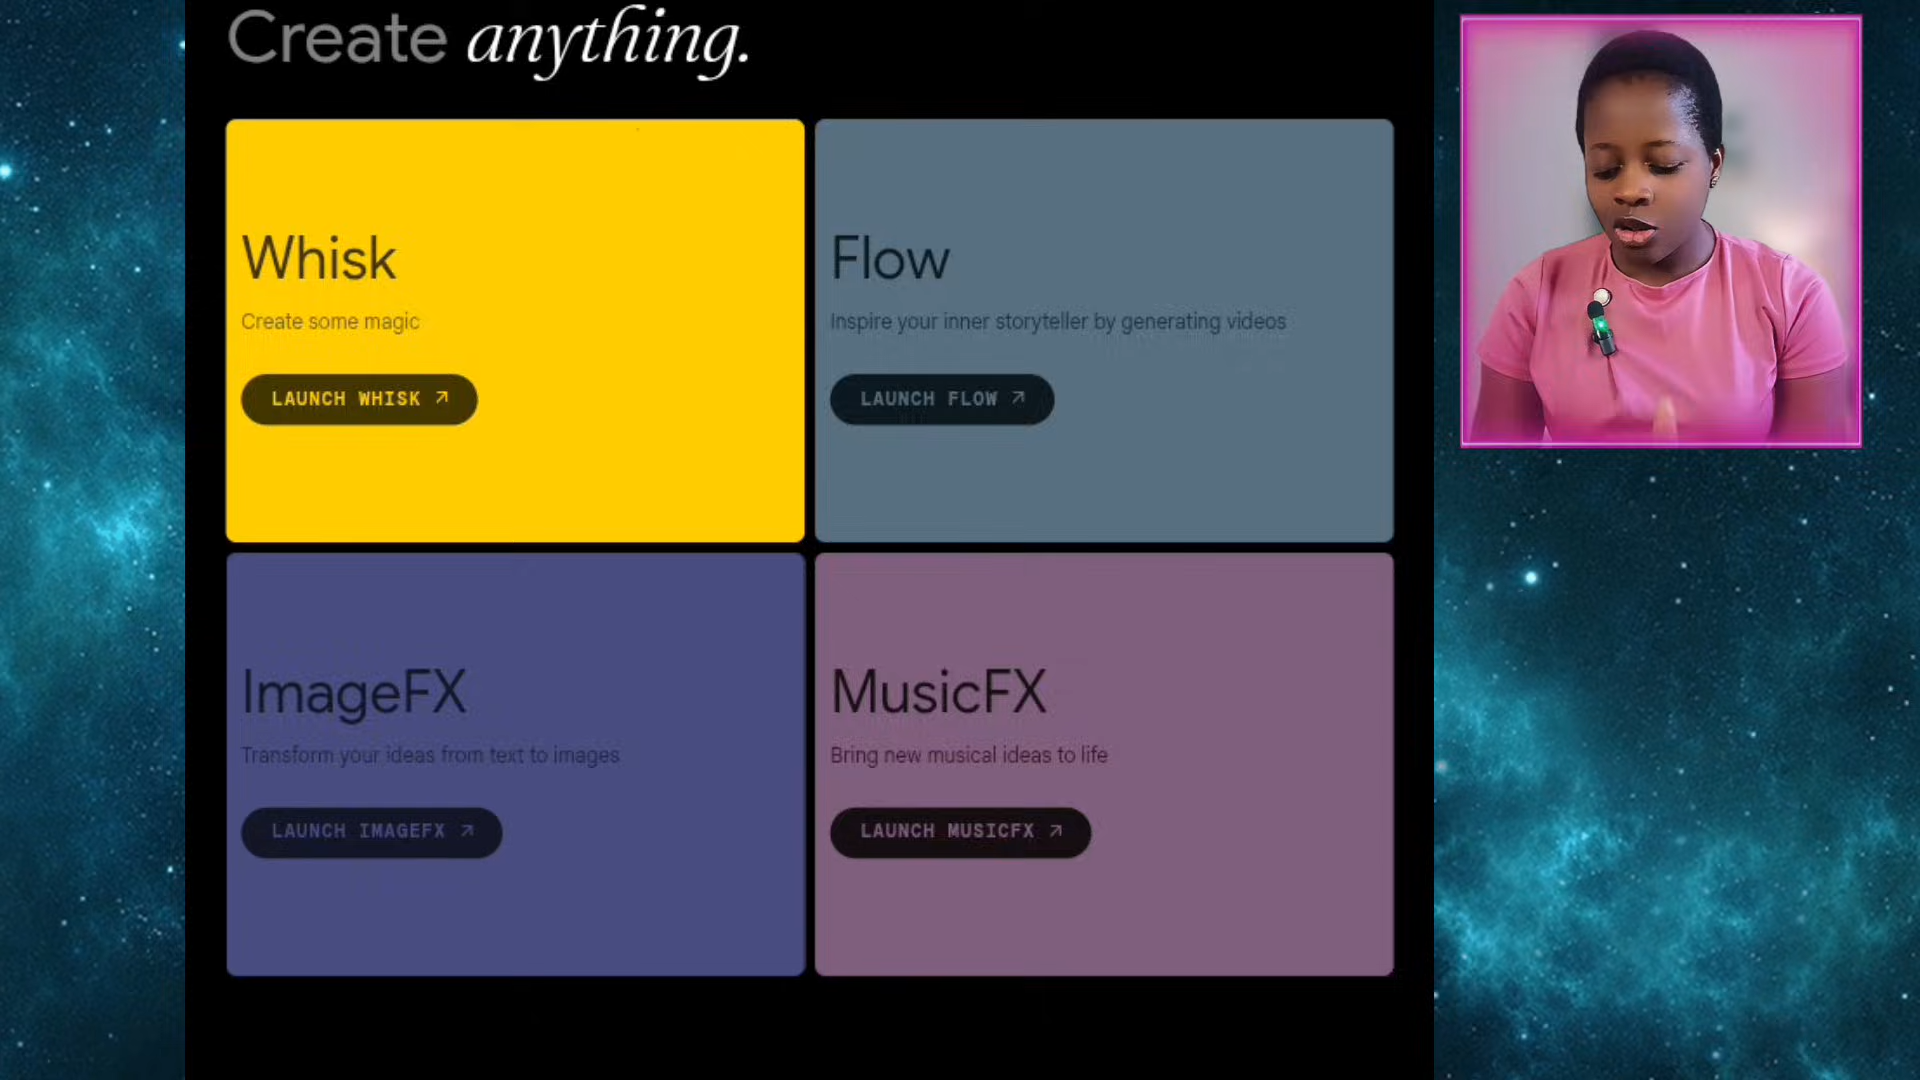 Create anything.
Whisk
Create some magic
LAUNCH WHISK ↗
Flow
Inspire your inner storyteller by generating videos
LAUNCH FLOW ↗
ImageFX
Transform your ideas from text to images
LAUNCH IMAGEFX ↗
MusicFX
Bring new musical ideas to life
LAUNCH MUSICFX ↗